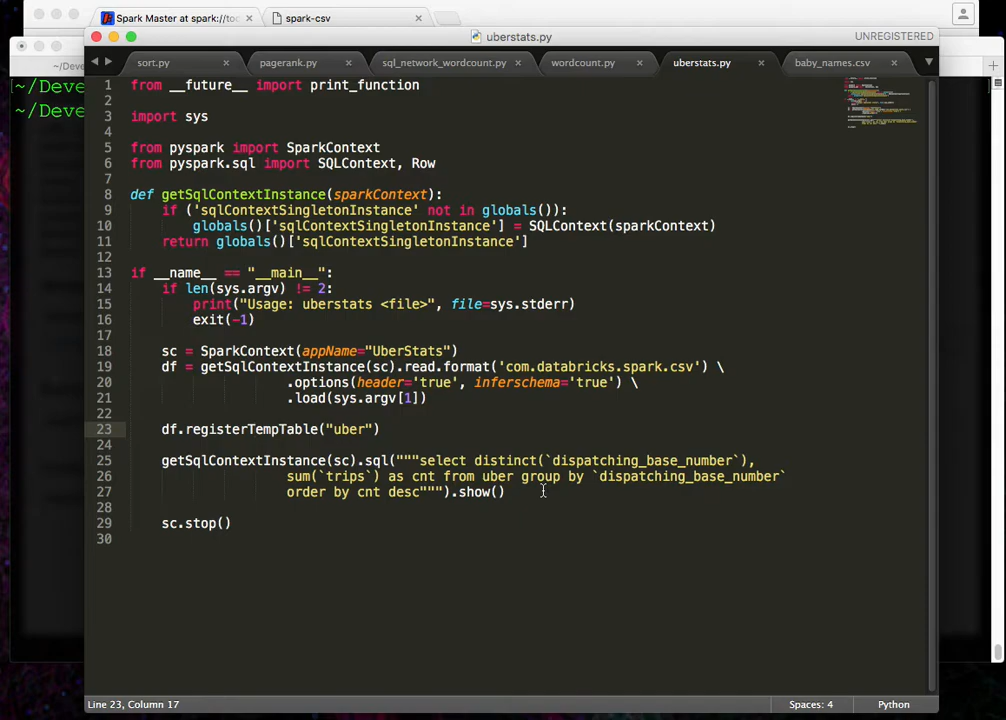 Spark Master at spark://too
spark-csv
uberstats.py
UNREGISTERED
~/Deve
sort.py
pagerank.py
sql_network_wordcount.py
wordcount.py
uberstats.py
baby_names.csv
~/Deve
~/Deve
1 from __future__ import print_function
2
3 import sys
4
5 from pyspark import SparkContext
6 from pyspark.sql import SQLContext, Row
7
8 def getSqlContextInstance(sparkContext):
9 if ('sqlContextSingletonInstance' not in globals()):
10 globals()['sqlContextSingletonInstance'] = SQLContext(sparkContext)
11 return globals()['sqlContextSingletonInstance']
12
13 if __name__ == "__main__":
14 if len(sys.argv) != 2:
15 print("Usage: uberstats <file>", file=sys.stderr)
16 exit(-1)
17
18 sc = SparkContext(appName="UberStats")
19 df = getSqlContextInstance(sc).read.format('com.databricks.spark.csv') \
20 .options(header='true', inferschema='true') \
21 .load(sys.argv[1])
22
23 df.registerTempTable("uber")
24
25 getSqlContextInstance(sc).sql("""select distinct(`dispatching_base_number`),
26 sum(`trips`) as cnt from uber group by `dispatching_base_number`
27 order by cnt desc""").show()
28
29 sc.stop()
30
Line 23, Column 17
Spaces: 4
Python